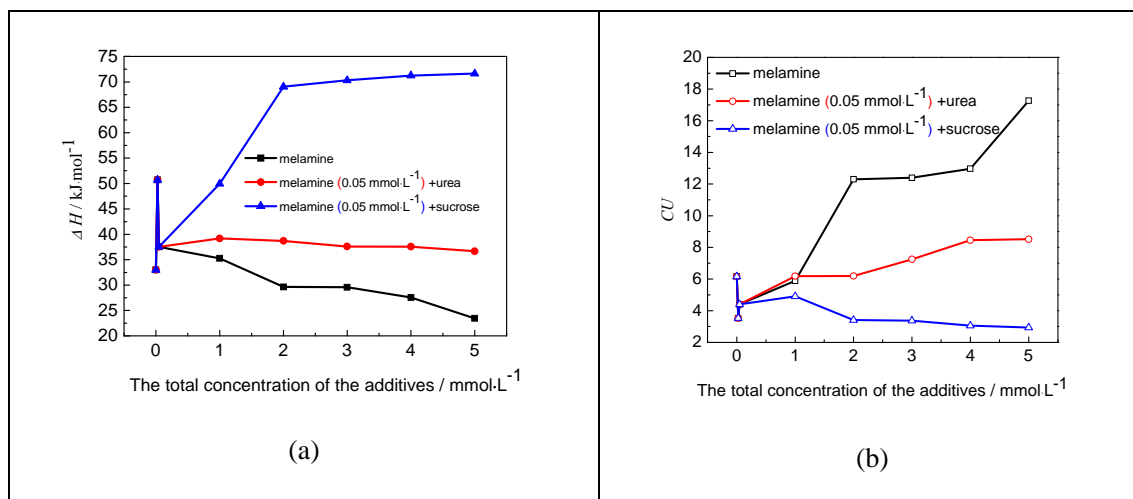 75
70
65
60
55
50
45
40
35
30
25
20
Δ H / kJ·mol-1
melamine
melamine (0.05 mmol·L-1) +urea
melamine (0.05 mmol·L-1) +sucrose
0 1 2 3 4 5
The total concentration of the additives / mmol·L-1
(a)
18
16
14
12
10
8
6
4
2
CU
melamine
melamine (0.05 mmol·L-1) +urea
melamine (0.05 mmol·L-1) +sucrose
0 1 2 3 4 5
The total concentration of the additives / mmol·L-1
(b)